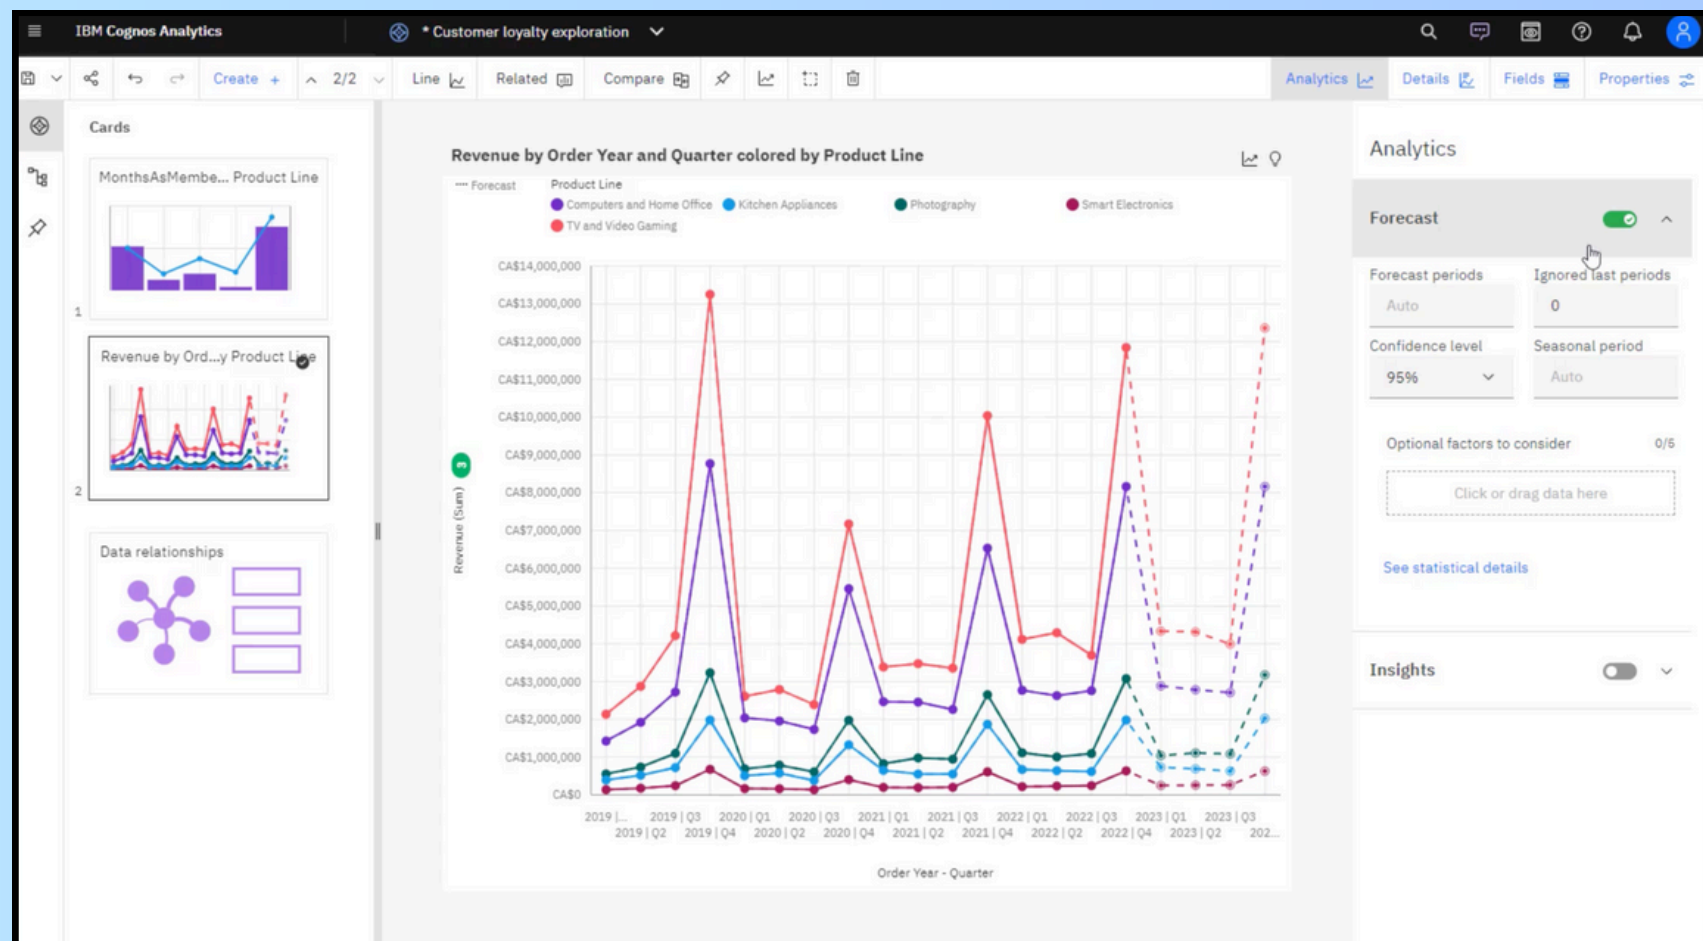 IBM Cognos Analytics
* Customer loyalty exploration
Create +
2/2
Line
Related
Compare
Analytics
Details
Fields
Properties
Cards
MonthsAsMembe... Product Line
1
Revenue by Ord...y Product Line
2
Data relationships
Revenue by Order Year and Quarter colored by Product Line
Forecast
Product Line
Computers and Home Office
Kitchen Appliances
Photography
Smart Electronics
TV and Video Gaming
CA$14,000,000
CA$13,000,000
CA$12,000,000
CA$11,000,000
CA$10,000,000
CA$9,000,000
CA$8,000,000
CA$7,000,000
CA$6,000,000
CA$5,000,000
CA$4,000,000
CA$3,000,000
CA$2,000,000
CA$1,000,000
CA$0
Revenue (Sum)
3
2019 |... 2019 | Q3 2020 | Q1 2020 | Q3 2021 | Q1 2021 | Q3 2022 | Q1 2022 | Q3 2023 | Q1 2023 | Q3
2019 | Q2 2019 | Q4 2020 | Q2 2020 | Q4 2021 | Q2 2021 | Q4 2022 | Q2 2022 | Q4 2023 | Q2 202...
Order Year - Quarter
Analytics
Forecast
Forecast periods
Ignored last periods
Auto
0
Confidence level
Seasonal period
95%
Auto
Optional factors to consider
0/5
Click or drag data here
See statistical details
Insights